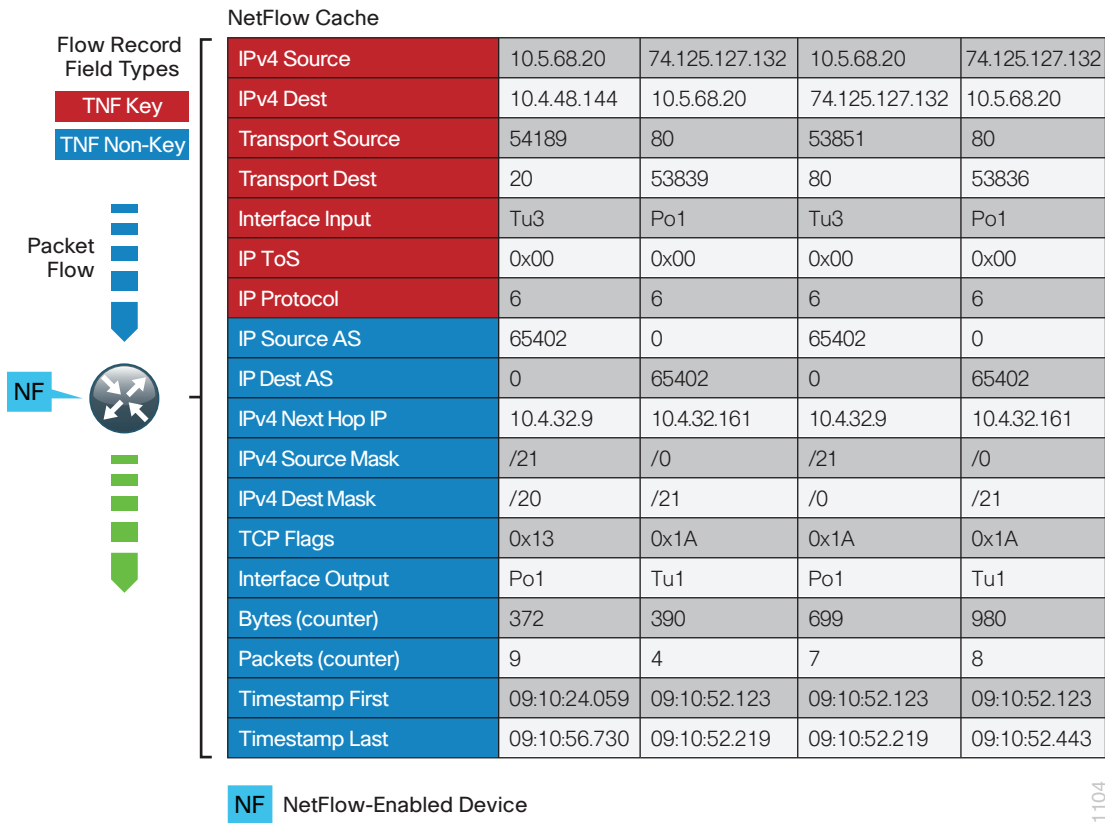 NetFlow Cache
Flow Record
Field Types
TNF Key
TNF Non-Key
Packet
Flow
NF
IPv4 Source 10.5.68.20 74.125.127.132 10.5.68.20 74.125.127.132
IPv4 Dest 10.4.48.144 10.5.68.20 74.125.127.132 10.5.68.20
Transport Source 54189 80 53851 80
Transport Dest 20 53839 80 53836
Interface Input Tu3 Po1 Tu3 Po1
IP ToS 0x00 0x00 0x00 0x00
IP Protocol 6 6 6 6
IP Source AS 65402 0 65402 0
IP Dest AS 0 65402 0 65402
IPv4 Next Hop IP 10.4.32.9 10.4.32.161 10.4.32.9 10.4.32.161
IPv4 Source Mask /21 /0 /21 /0
IPv4 Dest Mask /20 /21 /0 /21
TCP Flags 0x13 0x1A 0x1A 0x1A
Interface Output Po1 Tu1 Po1 Tu1
Bytes (counter) 372 390 699 980
Packets (counter) 9 4 7 8
Timestamp First 09:10:24.059 09:10:52.123 09:10:52.123 09:10:52.123
Timestamp Last 09:10:56.730 09:10:52.219 09:10:52.219 09:10:52.443
NF NetFlow-Enabled Device
1104